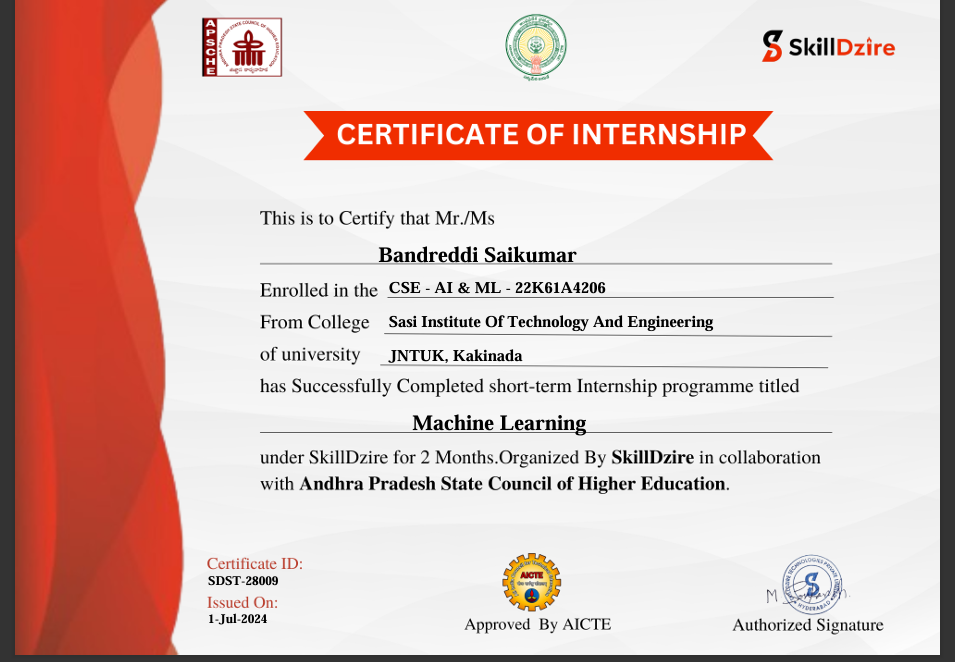 APSCHE
SkillDzire
CERTIFICATE OF INTERNSHIP
This is to Certify that Mr./Ms
Bandreddi Saikumar
Enrolled in the CSE - AI & ML - 22K61A4206
From College Sasi Institute Of Technology And Engineering
of university JNTUK, Kakinada
has Successfully Completed short-term Internship programme titled
Machine Learning
under SkillDzire for 2 Months.Organized By SkillDzire in collaboration
with Andhra Pradesh State Council of Higher Education.
Certificate ID:
SDST-28009
Issued On:
1-Jul-2024
AICTE
Approved By AICTE
HYDERABAD
Authorized Signature